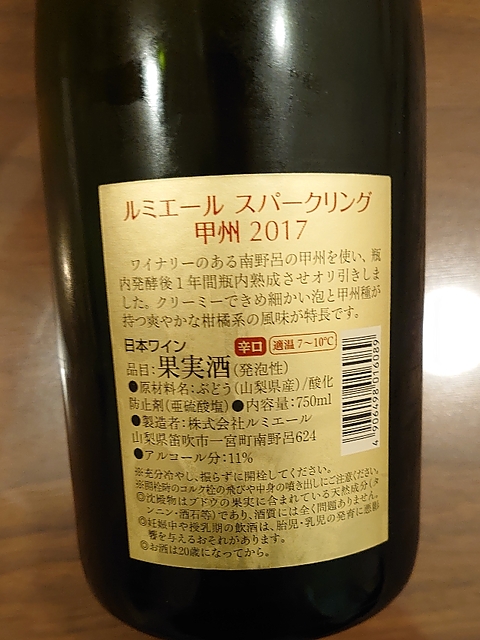 ルミエール スパークリング
甲州 2017
ワイナリーのある南野呂の甲州を使い、瓶
内発酵後1年間瓶内熟成させオリ引きしま
した。クリーミーできめ細かい泡と甲州種が
持つ爽やかな柑橘系の風味が特長です。
日本ワイン 辛口 適温 7~10℃
品目:果実酒(発泡性)
●原材料名:ぶどう(山梨県産)/酸化
防止剤(亜硫酸塩)●内容量:750ml
●製造者:株式会社ルミエール
山梨県笛吹市一宮町南野呂624
●アルコール分:11%
※充分冷やし、振らずに開栓してください。
※開栓時のコルク栓の飛びや中身の噴き出しにご注意ください。
◎沈殿物はブドウの果実に含まれている天然成分(タ
ンニン・酒石等)であり、酒質には全く問題ありません。
◎妊娠中や授乳期の飲酒は、胎児・乳児の発育に悪影
響を与えるおそれがあります。
◎お酒は20歳になってから。
4 906495 016089